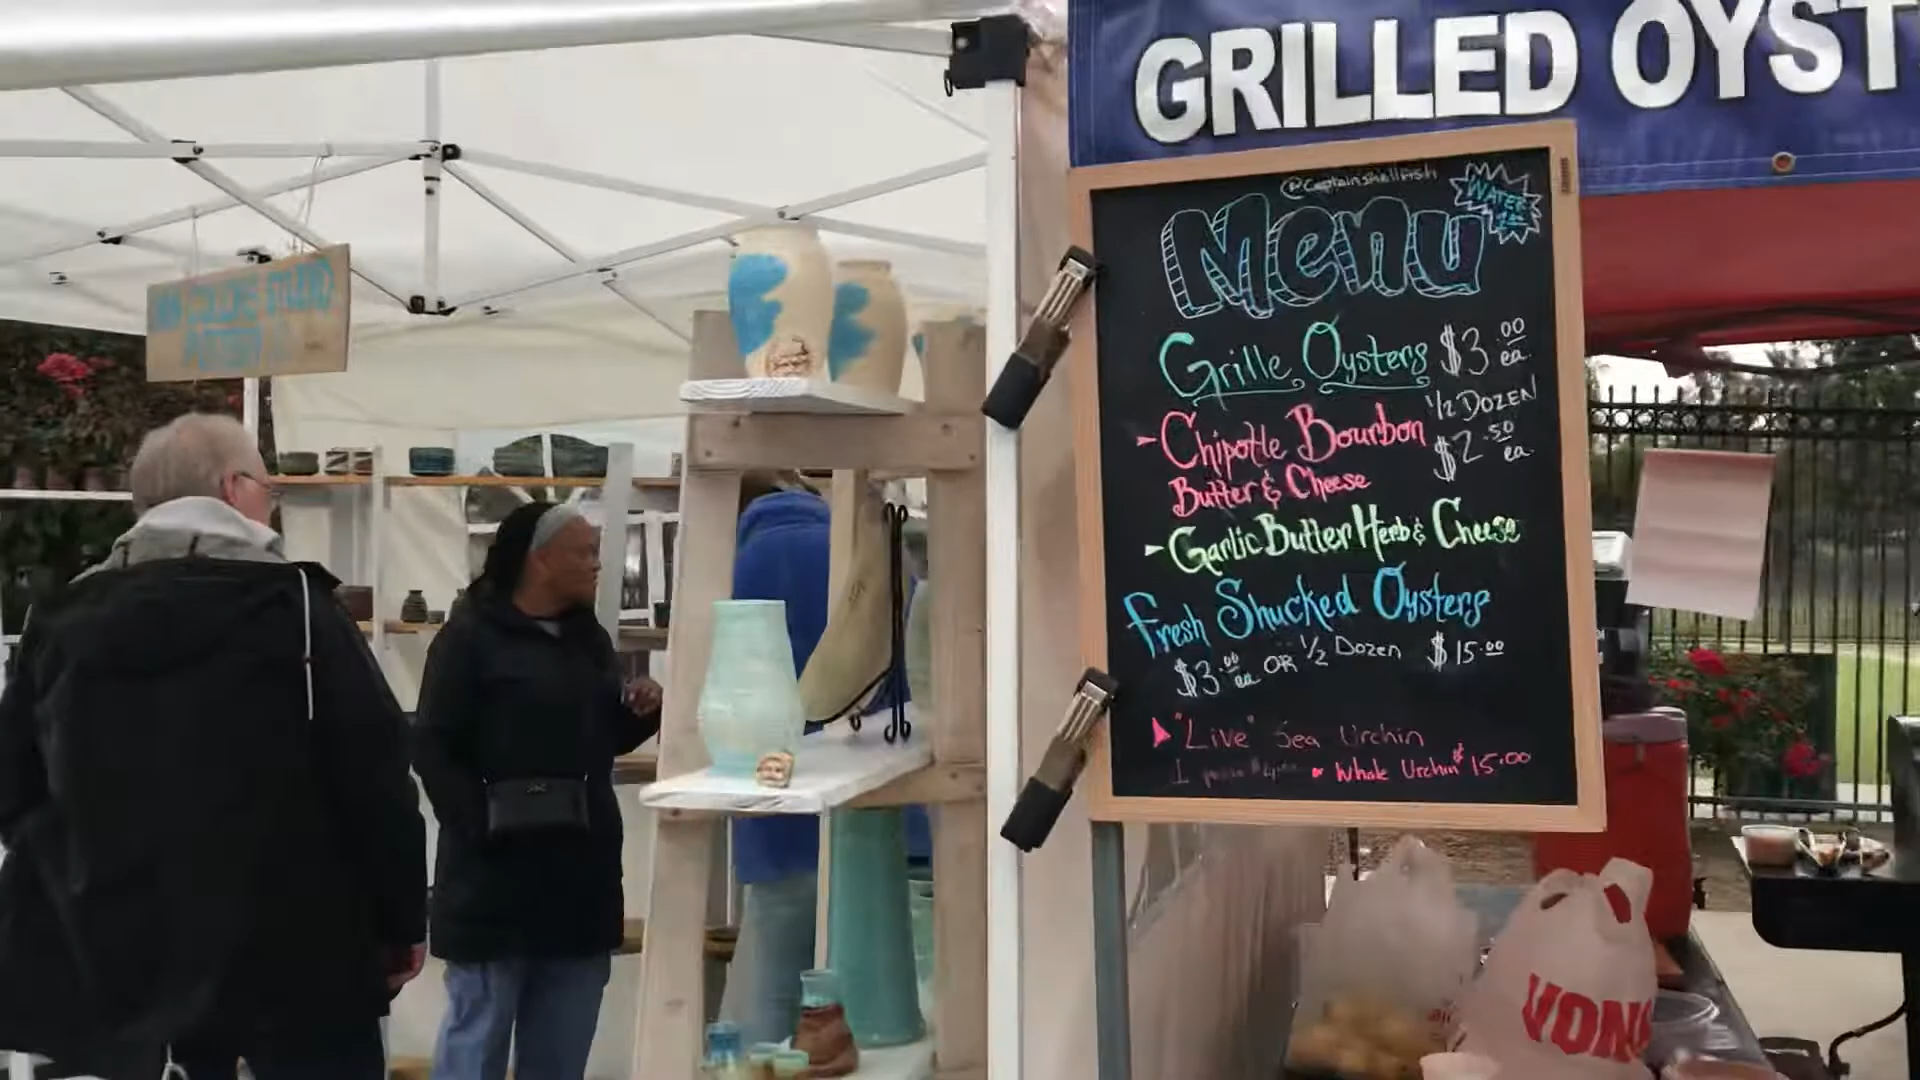 GRILLED OYST
@Captainshellfish
WATER
Menu
Grille Oysters $3.00 ea.
1/2 DOZEN
$2.50 ea.
- Chipotle Bourbon
Butter & Cheese
- Garlic Butter Herb & Cheese
Fresh Shucked Oysters
$3.00 ea OR 1/2 Dozen $15.00
"Live" Sea Urchin
or Whole Urchin $15.00
VONS